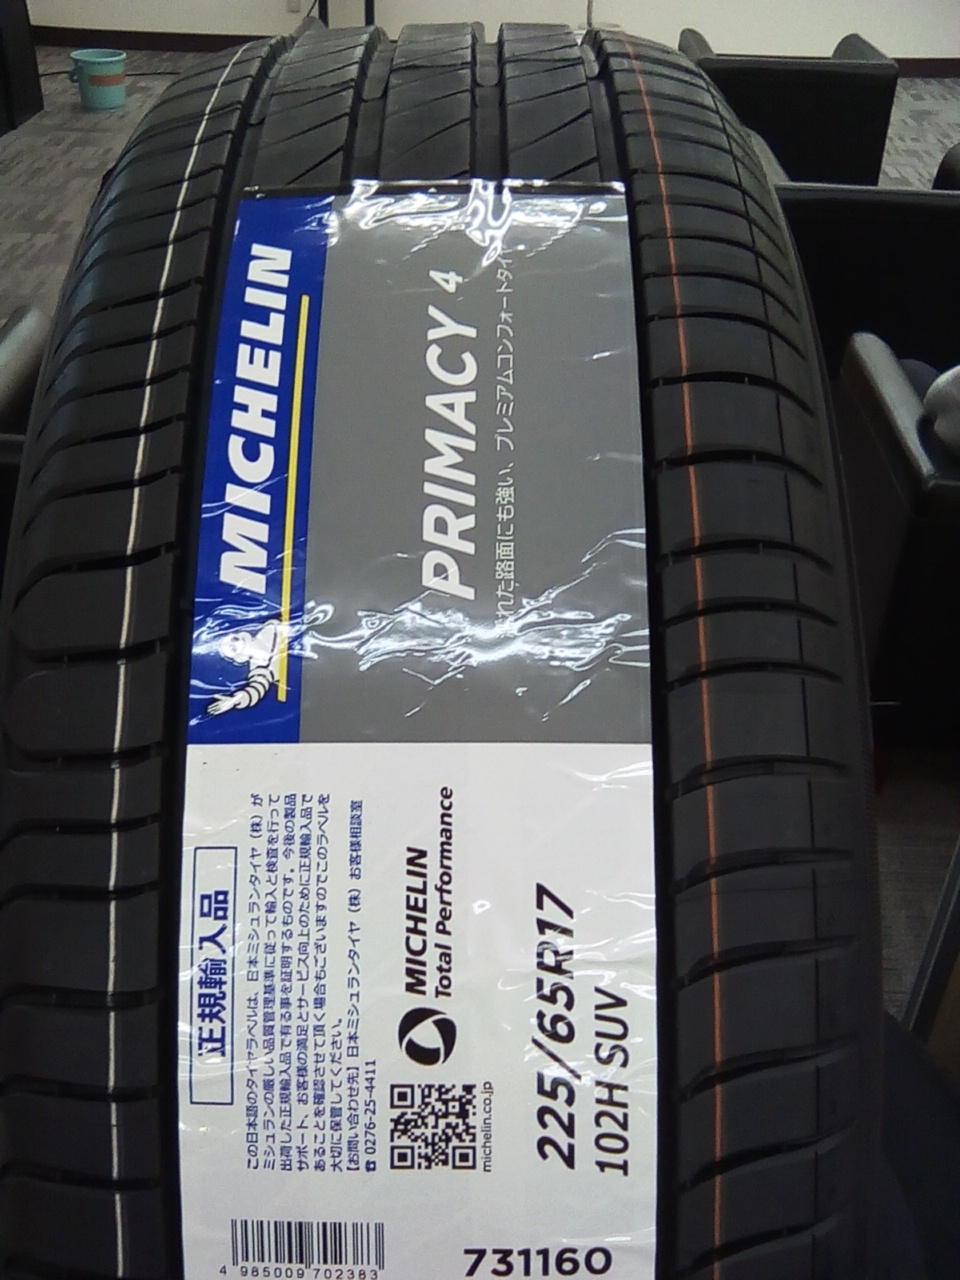 MICHELIN
PRIMACY 4
れた路面にも強い、プレミアムコンフォートタイ
正規輸入品
この日本語のタイヤラベルは、日本ミシュランタイヤ（株）が
ミシュランの厳しい品質管理基準に従って輸入と検査を行って
出荷した正規輸入品で有る事を証明するものです。今後の製品
サポート、お客様の満足とサービス向上のために正規輸入品で
あることを確認させて頂く場合もございますのでこのラベルを
大切に保管してください。
【お問い合わせ先】日本ミシュランタイヤ（株）お客様相談室
☎ 0276-25-4411
MICHELIN
Total Performance
michelin.co.jp
225/65R17
102H SUV
4 985009 702383
731160